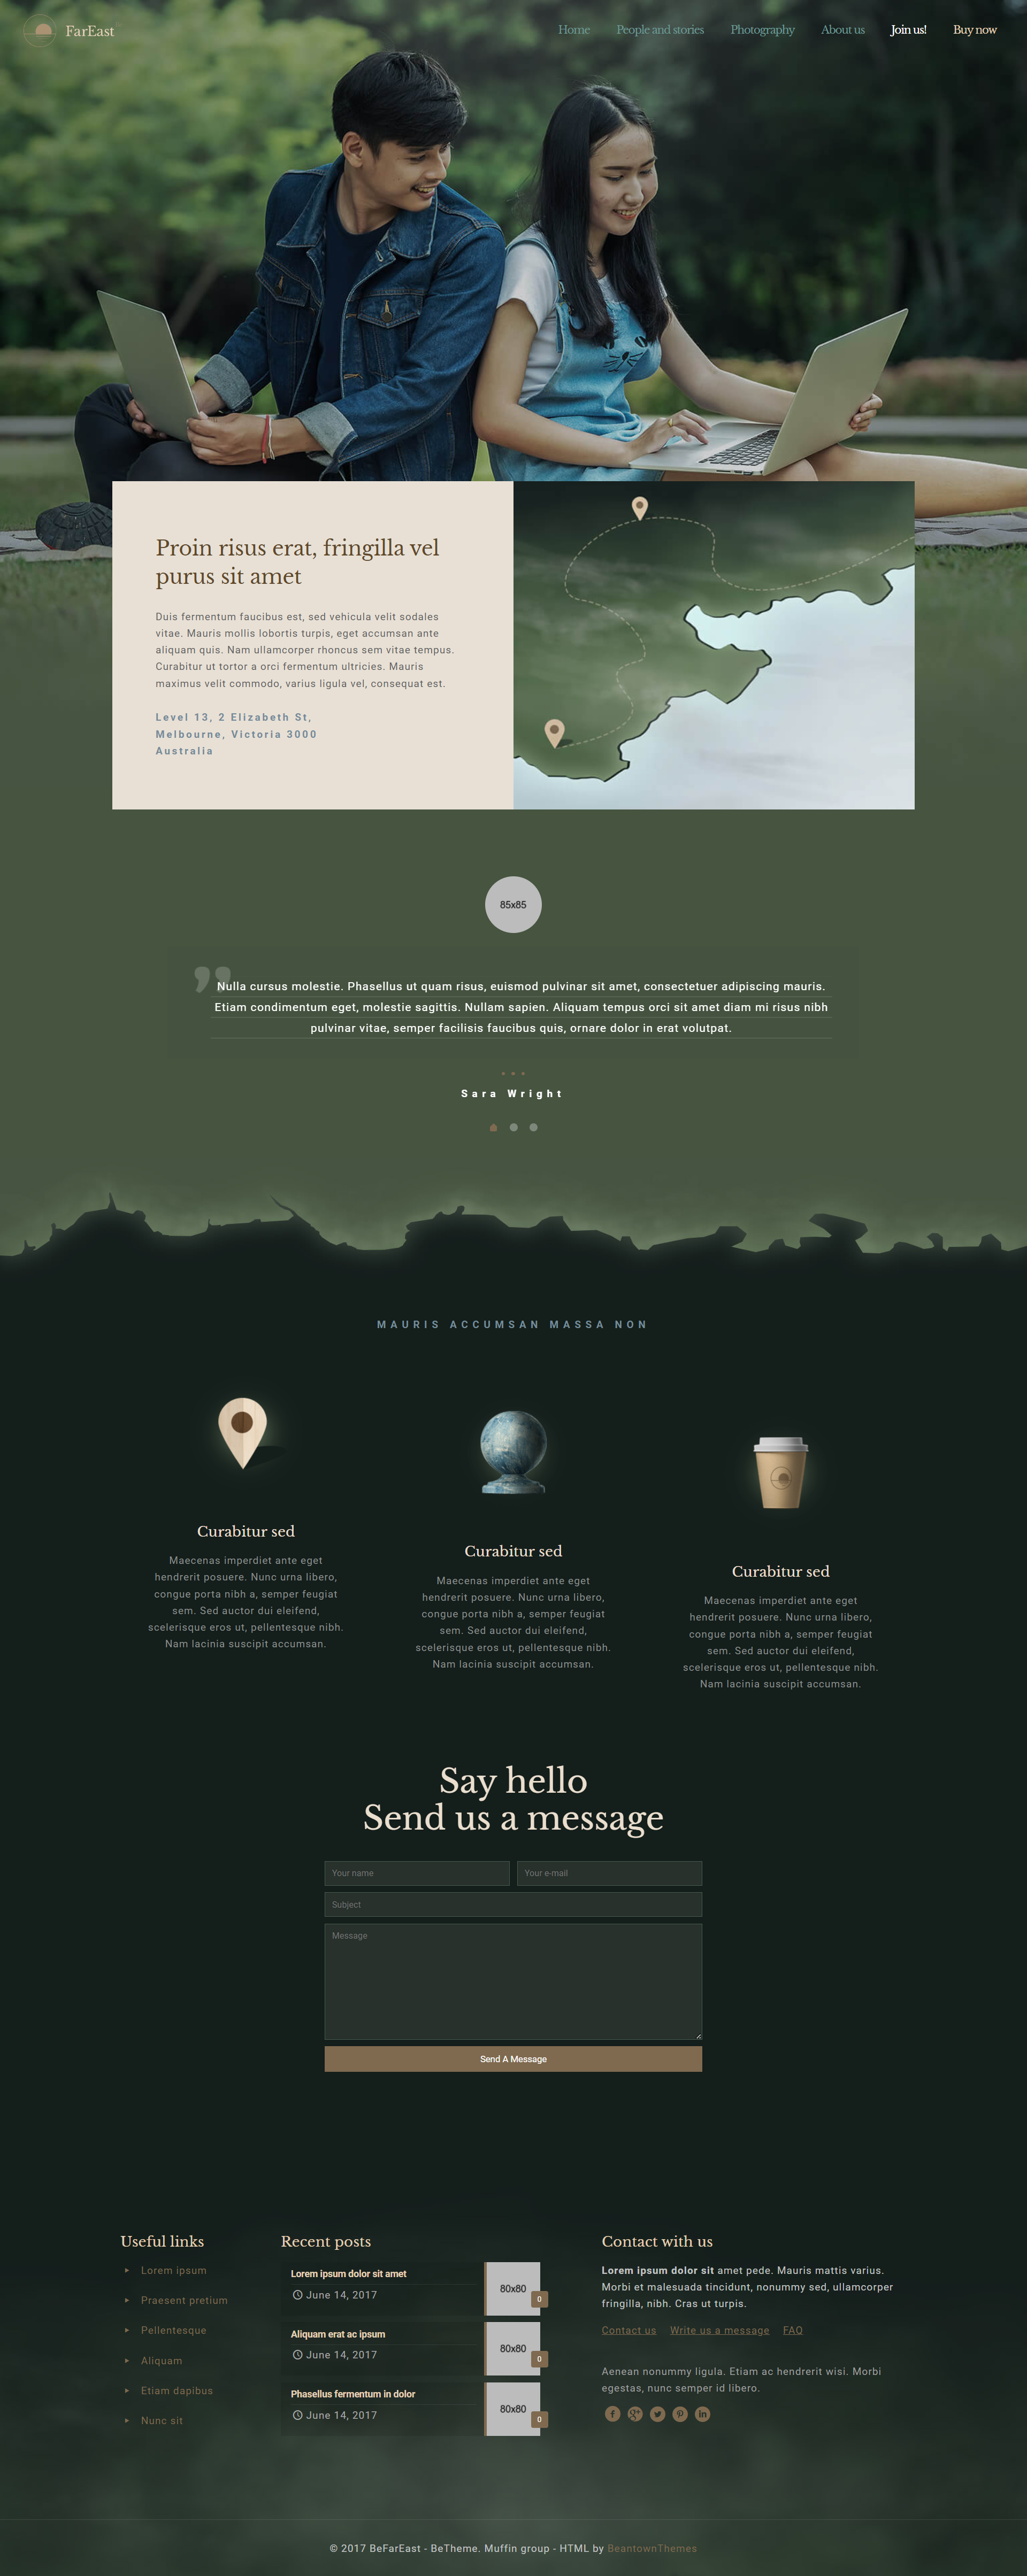 FarEast
Home People and stories Photography About us Join us! Buy now
Proin risus erat, fringilla vel
purus sit amet
Duis fermentum faucibus est, sed vehicula velit sodales
vitae. Mauris mollis lobortis turpis, eget accumsan ante
aliquam quis. Nam ullamcorper rhoncus sem vitae tempus.
Curabitur ut tortor a orci fermentum ultricies. Mauris
maximus velit commodo, varius ligula vel, consequat est.
Level 13, 2 Elizabeth St,
Melbourne, Victoria 3000
Australia
85x85
Nulla cursus molestie. Phasellus ut quam risus, euismod pulvinar sit amet, consectetuer adipiscing mauris.
Etiam condimentum eget, molestie sagittis. Nullam sapien. Aliquam tempus orci sit amet diam mi risus nibh
pulvinar vitae, semper facilisis faucibus quis, ornare dolor in erat volutpat.
Sara Wright
MAURIS ACCUMSAN MASSA NON
Curabitur sed
Maecenas imperdiet ante eget
hendrerit posuere. Nunc urna libero,
congue porta nibh a, semper feugiat
sem. Sed auctor dui eleifend,
scelerisque eros ut, pellentesque nibh.
Nam lacinia suscipit accumsan.
Curabitur sed
Maecenas imperdiet ante eget
hendrerit posuere. Nunc urna libero,
congue porta nibh a, semper feugiat
sem. Sed auctor dui eleifend,
scelerisque eros ut, pellentesque nibh.
Nam lacinia suscipit accumsan.
Curabitur sed
Maecenas imperdiet ante eget
hendrerit posuere. Nunc urna libero,
congue porta nibh a, semper feugiat
sem. Sed auctor dui eleifend,
scelerisque eros ut, pellentesque nibh.
Nam lacinia suscipit accumsan.
Say hello
Send us a message
Your name
Your e-mail
Subject
Message
Send A Message
Useful links
Lorem ipsum
Praesent pretium
Pellentesque
Aliquam
Etiam dapibus
Nunc sit
Recent posts
Lorem ipsum dolor sit amet
June 14, 2017
80x80
0
Aliquam erat ac ipsum
June 14, 2017
80x80
0
Phasellus fermentum in dolor
June 14, 2017
80x80
0
Contact with us
Lorem ipsum dolor sit amet pede. Mauris mattis varius.
Morbi et malesuada tincidunt, nonummy sed, ullamcorper
fringilla, nibh. Cras ut turpis.
Contact us Write us a message FAQ
Aenean nonummy ligula. Etiam ac hendrerit wisi. Morbi
egestas, nunc semper id libero.
© 2017 BeFarEast - BeTheme. Muffin group - HTML by BeantownThemes